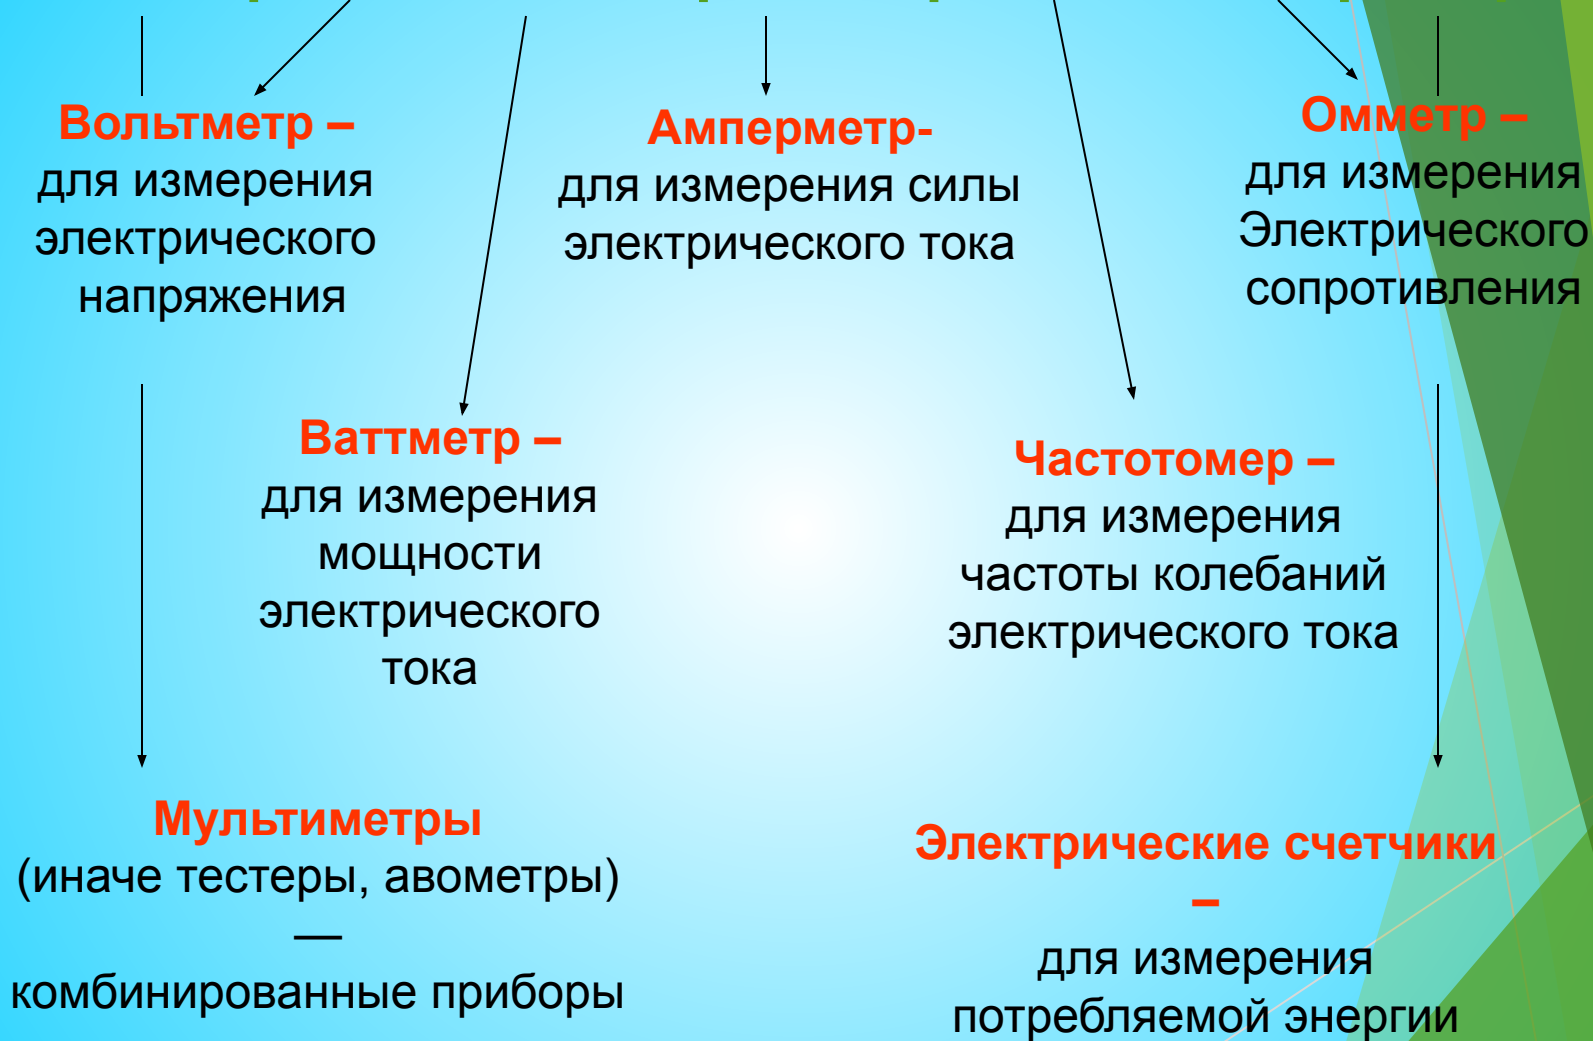 Вольтметр –
для измерения
электрического
напряжения
Амперметр-
для измерения силы
электрического тока
Омметр –
для измерения
Электрического
сопротивления
Ваттметр –
для измерения
мощности
электрического
тока
Частотомер –
для измерения
частоты колебаний
электрического тока
Мультиметры
(иначе тестеры, авометры)
—
комбинированные приборы
Электрические счетчики
–
для измерения
потребляемой энергии